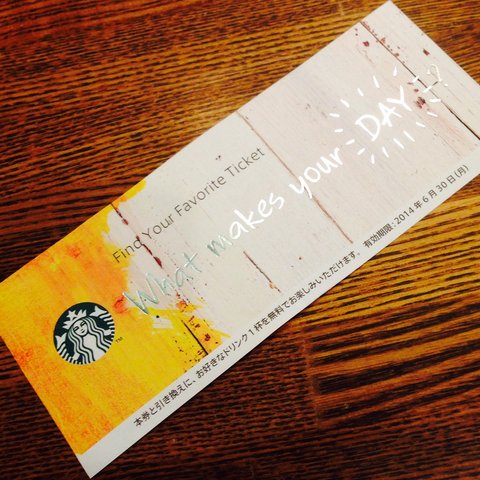 Find Your Favorite Ticket
What makes your DAY!?
本券と引き換えに、お好きなドリンク1杯を無料でお楽しみいただけます。 有効期限:2014年6月30日(月)
TM